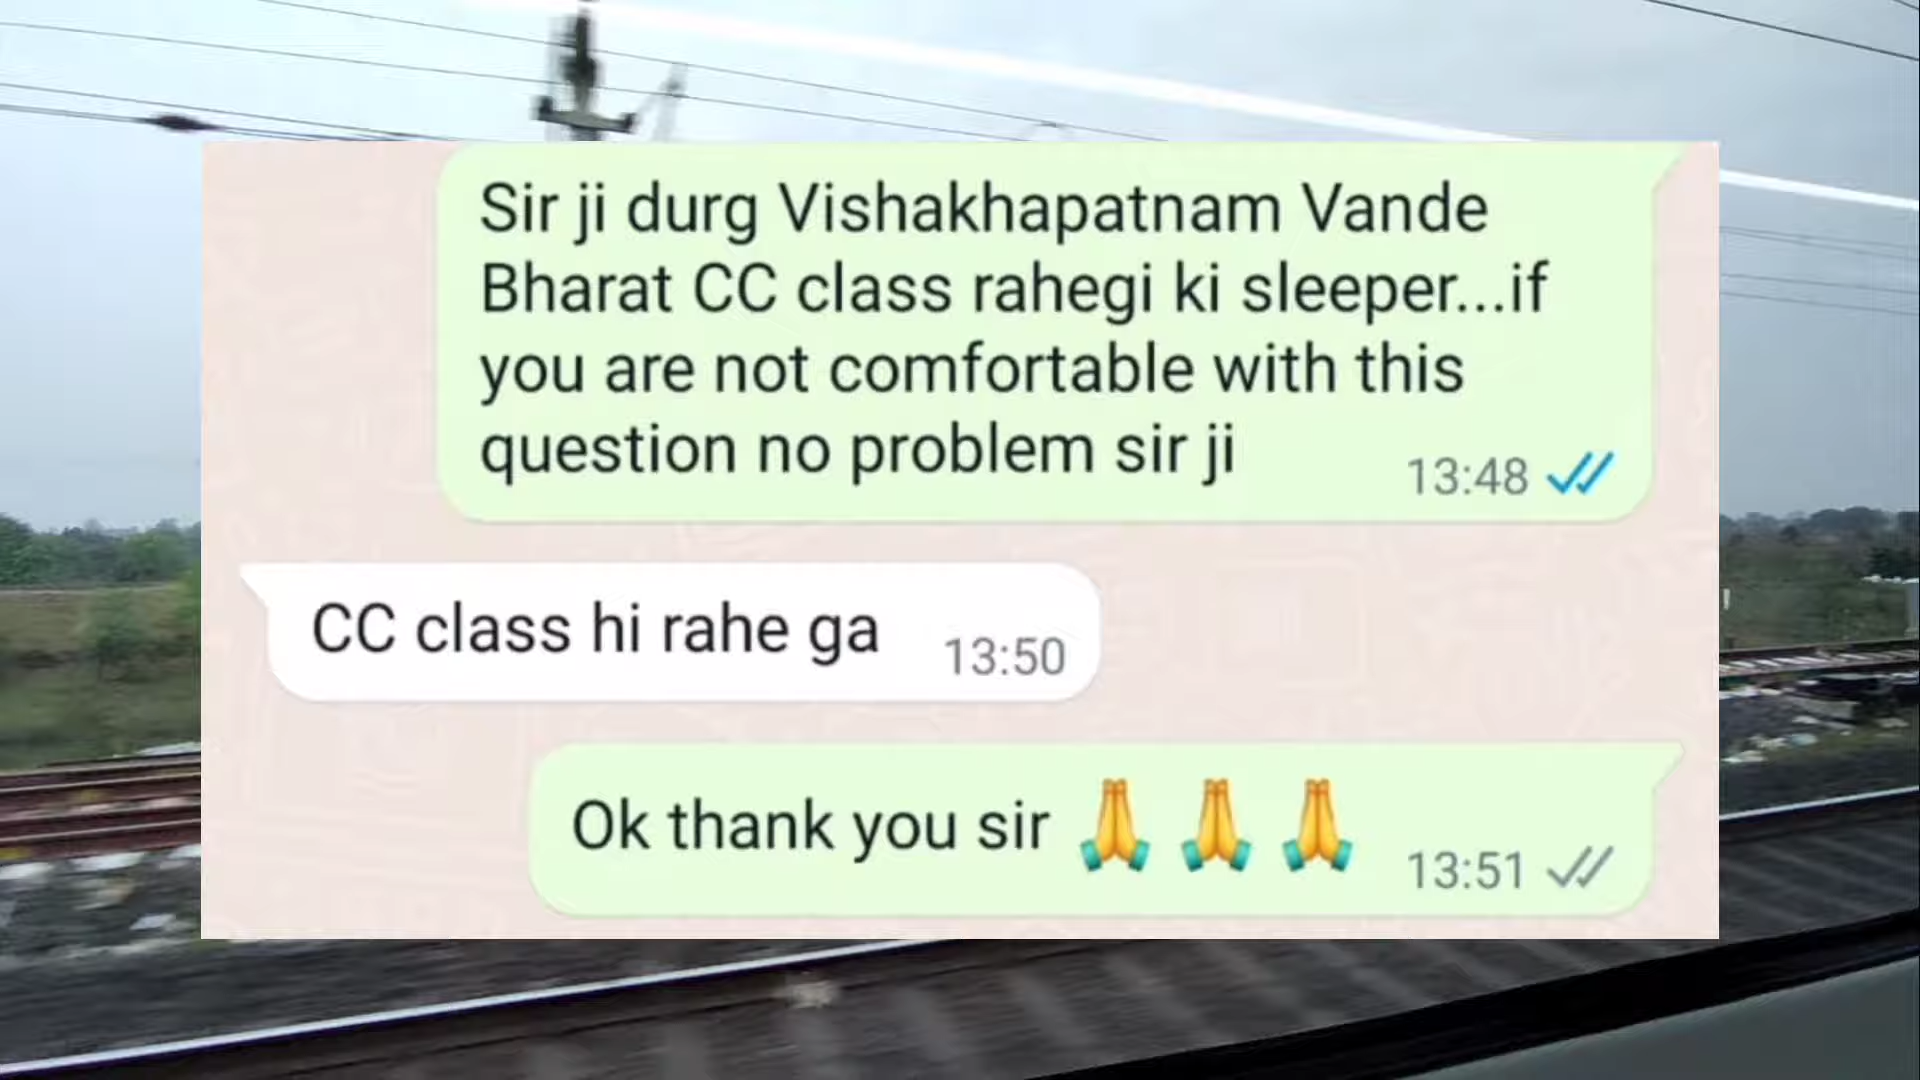 Sir ji durg Vishakhapatnam Vande
Bharat CC class rahegi ki sleeper...if
you are not comfortable with this
question no problem sir ji
13:48
CC class hi rahe ga
13:50
Ok thank you sir 🙏 🙏 🙏
13:51